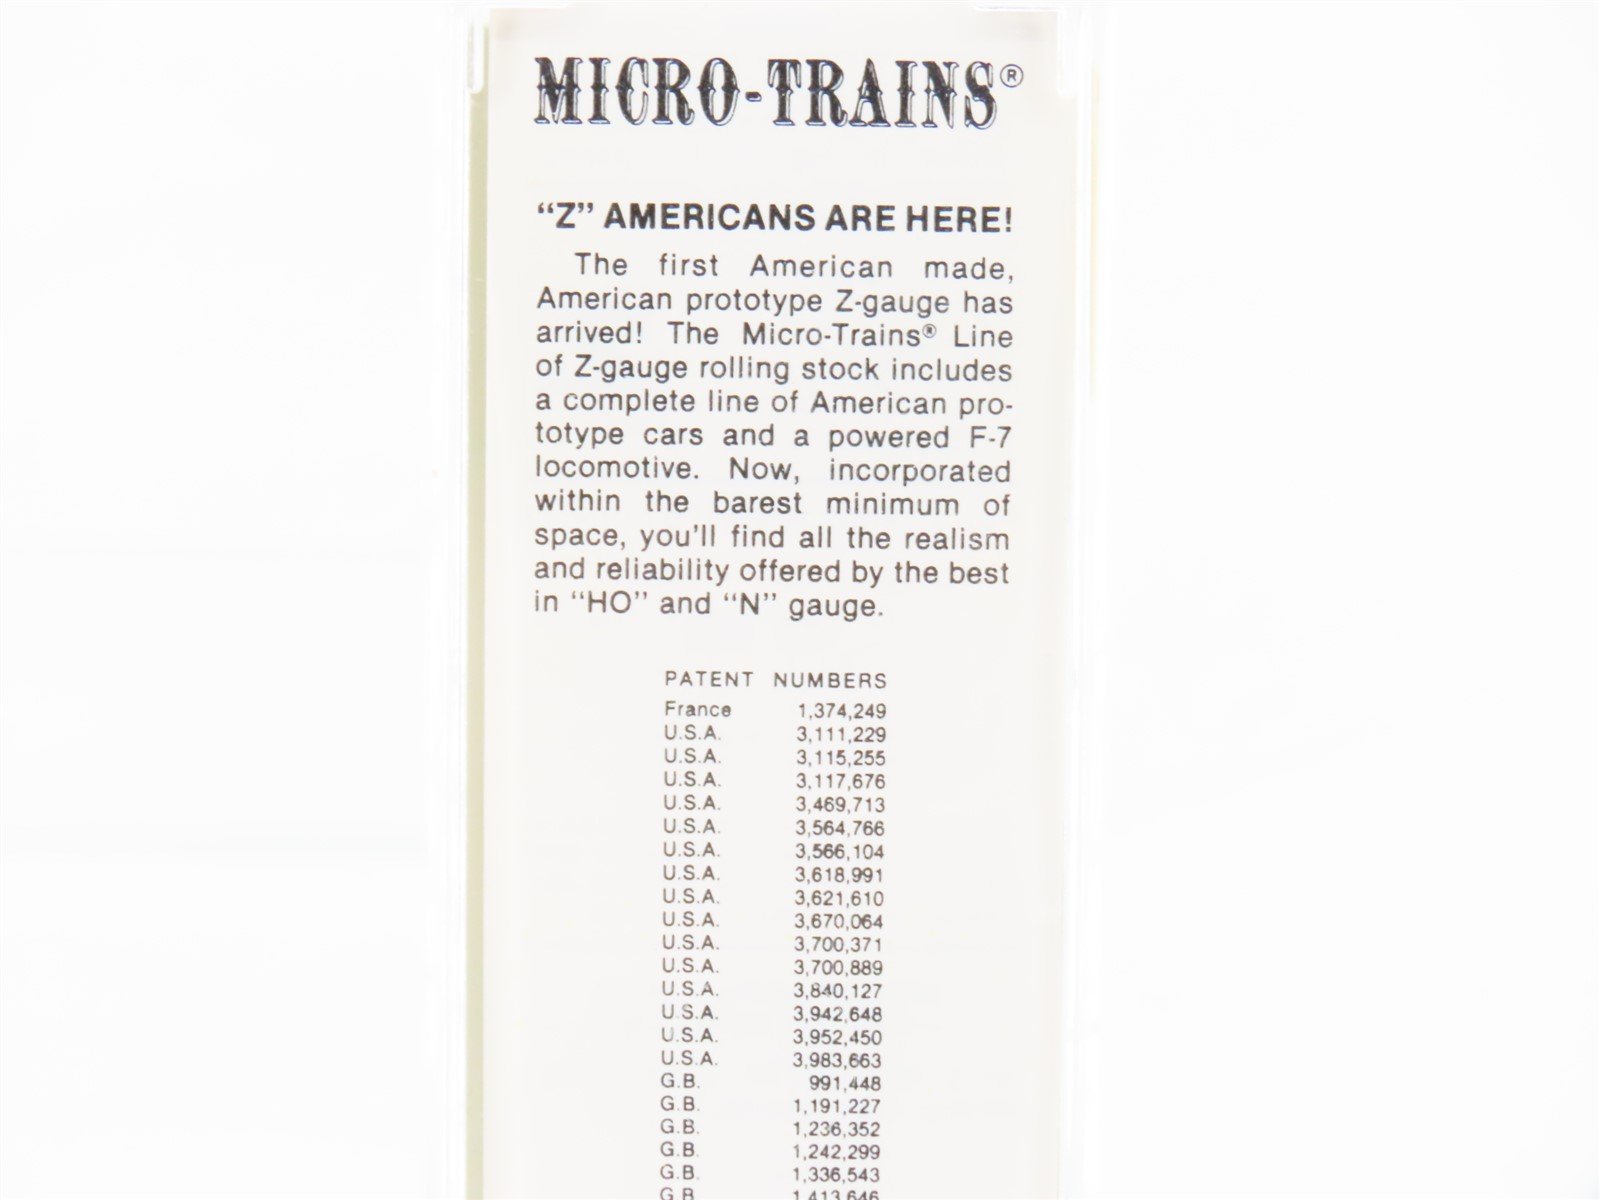 MICRO-TRAINS®
"Z" AMERICANS ARE HERE!
The first American made,
American prototype Z-gauge has
arrived! The Micro-Trains® Line
of Z-gauge rolling stock includes
a complete line of American pro-
totype cars and a powered F-7
locomotive. Now, incorporated
within the barest minimum of
space, you'll find all the realism
and reliability offered by the best
in "HO" and "N" gauge.
PATENT NUMBERS
France 1,374,249
U.S.A. 3,111,229
U.S.A. 3,115,255
U.S.A. 3,117,676
U.S.A. 3,469,713
U.S.A. 3,564,766
U.S.A. 3,566,104
U.S.A. 3,618,991
U.S.A. 3,621,610
U.S.A. 3,670,064
U.S.A. 3,700,371
U.S.A. 3,700,889
U.S.A. 3,840,127
U.S.A. 3,942,648
U.S.A. 3,952,450
U.S.A. 3,983,663
G.B. 991,448
G.B. 1,191,227
G.B. 1,236,352
G.B. 1,242,299
G.B. 1,336,543
G.B. 1,413,646